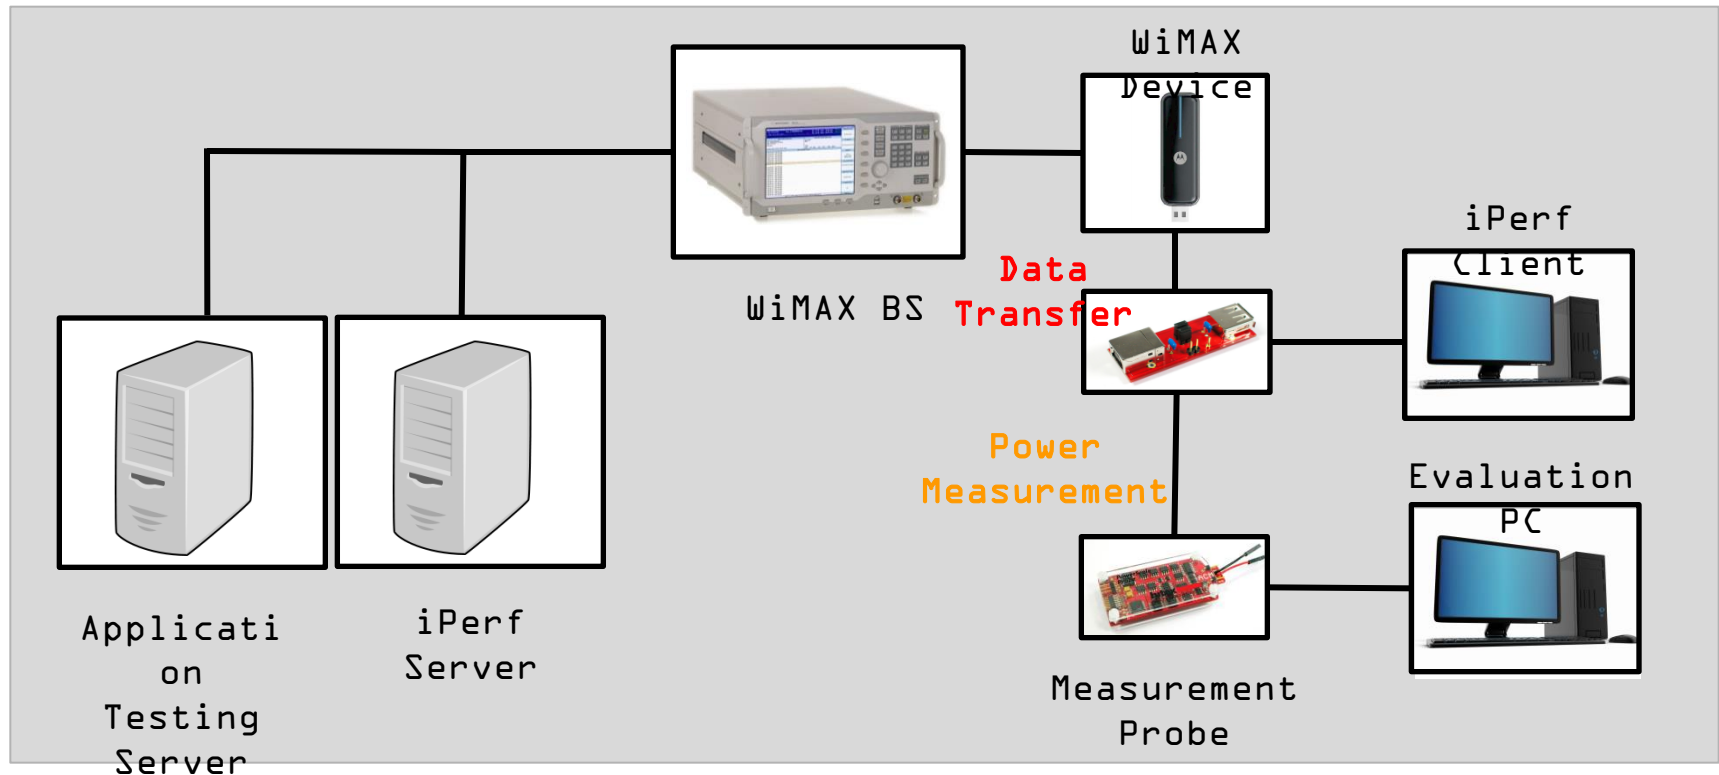 WiMAX
Device
iPerf
Client
Data
Transfer
WiMAX BS
Power
Measurement
Evaluation
PC
Applicati
on
Testing
Server
iPerf
Server
Measurement
Probe